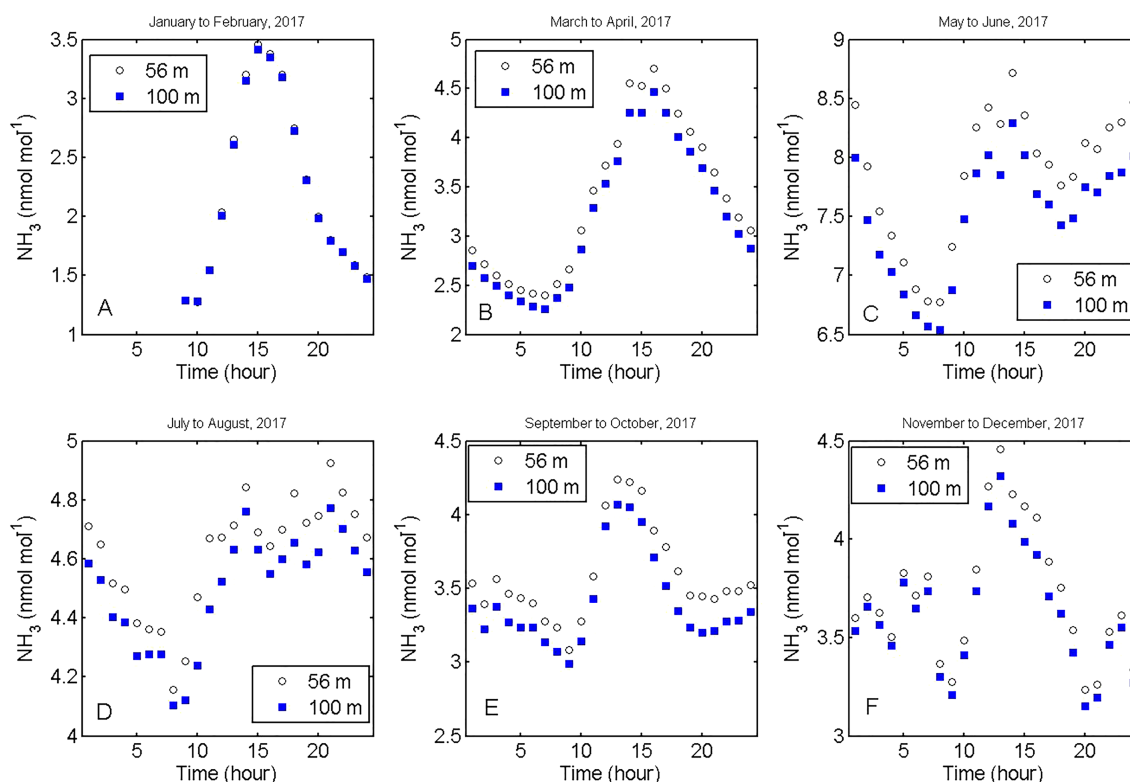 January to February, 2017
3.5
3
2.5
2
1.5
1
NH3 (nmol mol-1)
56 m
100 m
A
5 10 15 20
Time (hour)
March to April, 2017
5
4.5
4
3.5
3
2.5
2
NH3 (nmol mol-1)
56 m
100 m
B
5 10 15 20
Time (hour)
May to June, 2017
9
8.5
8
7.5
7
6.5
NH3 (nmol mol-1)
56 m
100 m
C
5 10 15 20
Time (hour)
July to August, 2017
5
4.8
4.6
4.4
4.2
4
NH3 (nmol mol-1)
56 m
100 m
D
5 10 15 20
Time (hour)
September to October, 2017
4.5
4
3.5
3
2.5
NH3 (nmol mol-1)
56 m
100 m
E
5 10 15 20
Time (hour)
November to December, 2017
4.5
4
3.5
3
NH3 (nmol mol-1)
56 m
100 m
F
5 10 15 20
Time (hour)